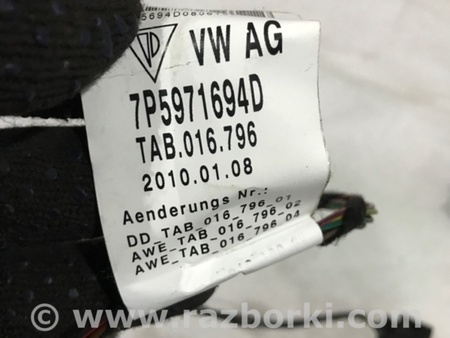 VW AG
7P5971694D
TAB.016.796
2010.01.08
Aenderungs Nr.:
DD_TAB_016_796_01
AWE_TAB_016_796_02
AWE_TAB_016_796_04
© www.razborki.com